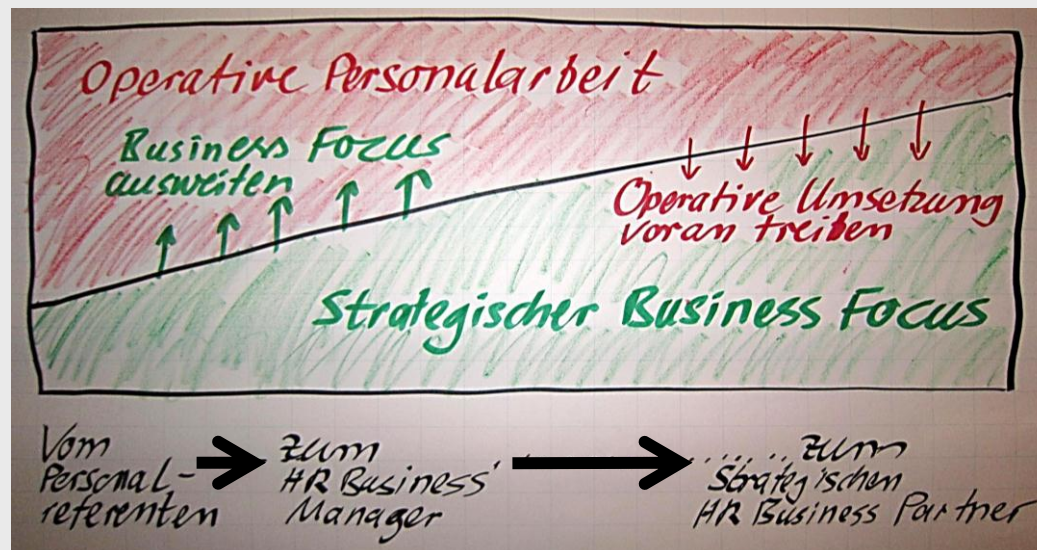 Operative Personalarbeit
Business Focus
ausweiten
Operative Umsetzung
voran treiben
Strategischer Business Focus
Vom
Personal-
referenten
zum
HR Business
Manager
...... zum
Strategischen
HR Business Partner